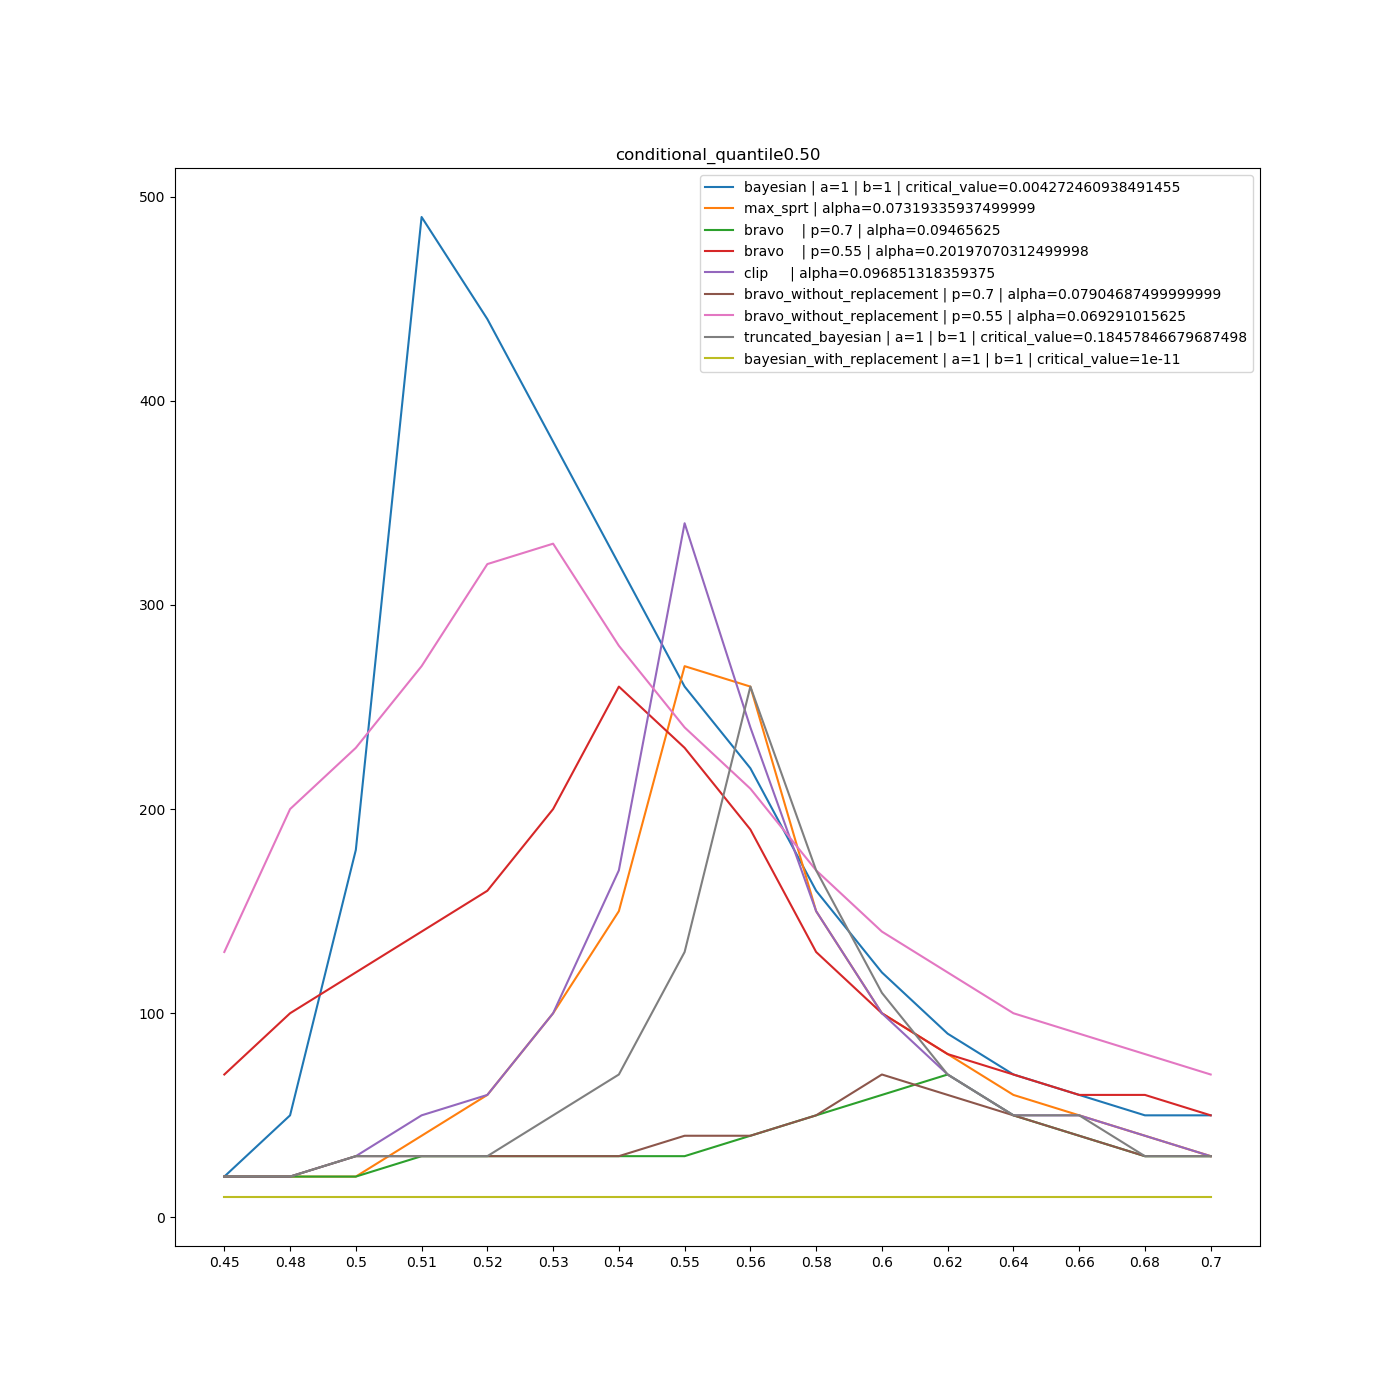 conditional_quantile0.50
bayesian | a=1 | b=1 | critical_value=0.004272460938491455
max_sprt | alpha=0.07319335937499999
bravo    | p=0.7 | alpha=0.09465625
bravo    | p=0.55 | alpha=0.20197070312499998
clip     | alpha=0.096851318359375
bravo_without_replacement | p=0.7 | alpha=0.07904687499999999
bravo_without_replacement | p=0.55 | alpha=0.069291015625
truncated_bayesian | a=1 | b=1 | critical_value=0.18457846679687498
bayesian_with_replacement | a=1 | b=1 | critical_value=1e-11
500
400
300
200
100
0
0.45 0.48 0.5 0.51 0.52 0.53 0.54 0.55 0.56 0.58 0.6 0.62 0.64 0.66 0.68 0.7